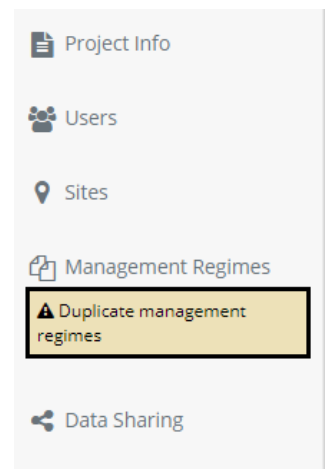 Project Info
Users
Sites
Management Regimes
Duplicate management
regimes
Data Sharing